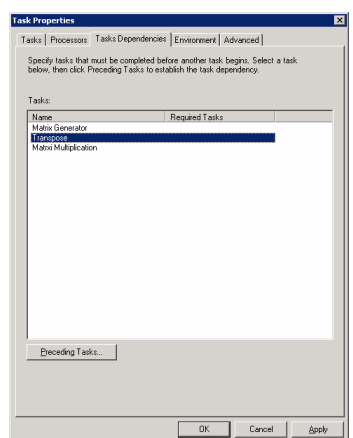 Task Properties
Tasks Processors Tasks Dependencies Environment Advanced
Specify tasks that must be completed before another task begins. Select a task
below, then click Preceding Tasks to establish the task dependency.
Tasks:
Name Required Tasks
Matrix Generator
Transpose
Matrxi Multiplication
Preceding Tasks...
OK Cancel Apply